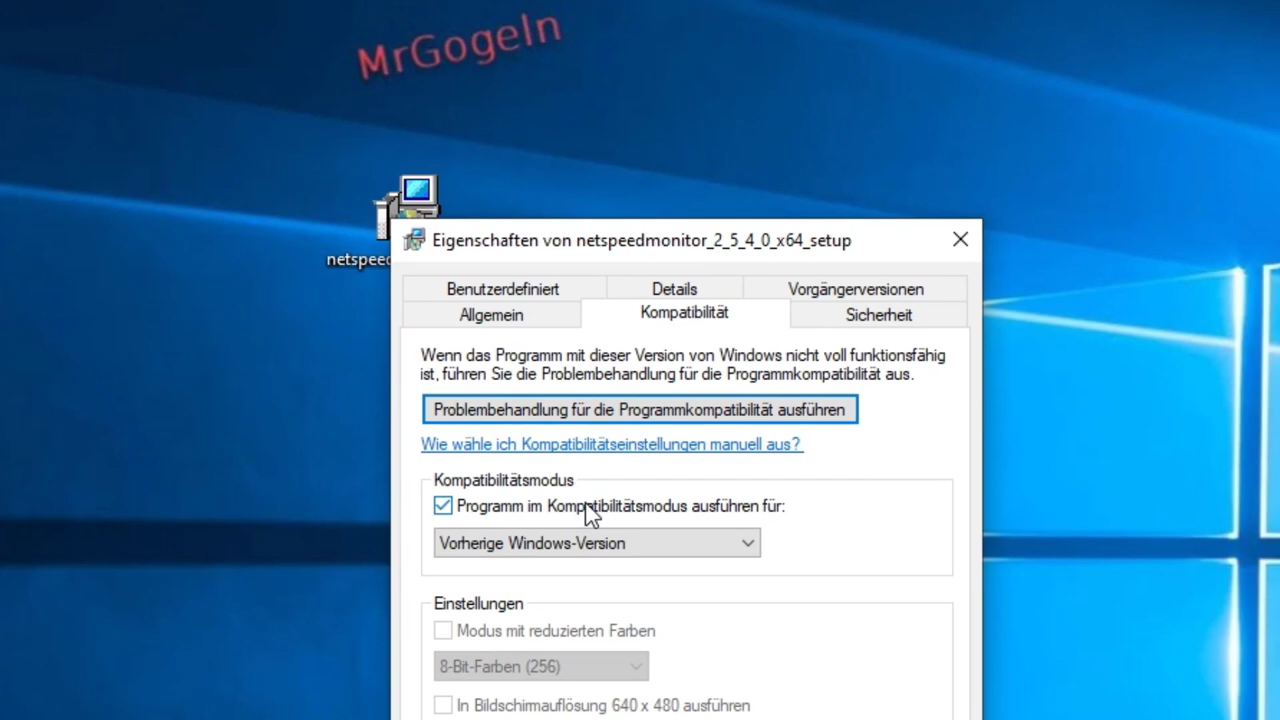 MrGogeln
netspeed
Eigenschaften von netspeedmonitor_2_5_4_0_x64_setup
Benutzerdefiniert Details Vorgängerversionen
Allgemein Kompatibilität Sicherheit
Wenn das Programm mit dieser Version von Windows nicht voll funktionsfähig
ist, führen Sie die Problembehandlung für die Programmkompatibilität aus.
Problembehandlung für die Programmkompatibilität ausführen
Wie wähle ich Kompatibilitätseinstellungen manuell aus?
Kompatibilitätsmodus
Programm im Kompatibilitätsmodus ausführen für:
Vorherige Windows-Version
Einstellungen
Modus mit reduzierten Farben
8-Bit-Farben (256)
In Bildschirmauflösung 640 x 480 ausführen